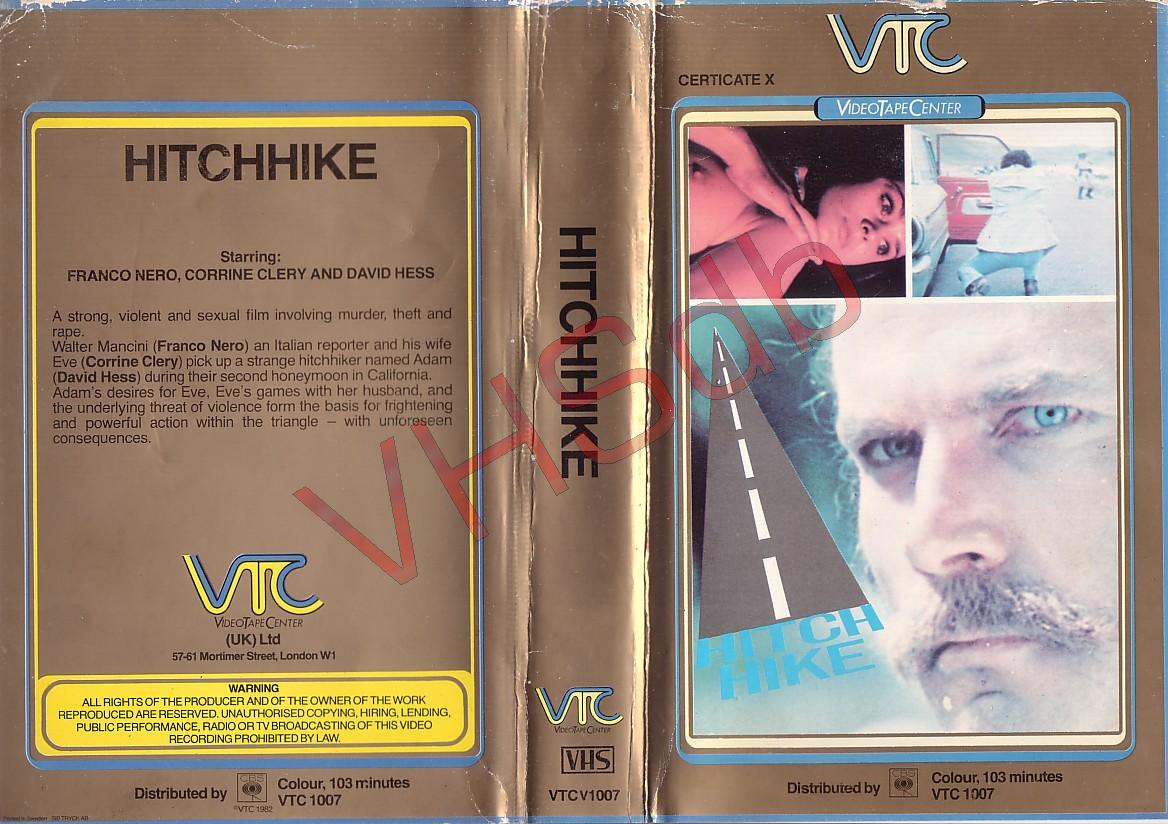 HITCHHIKE
Starring:
FRANCO NERO, CORRINE CLERY AND DAVID HESS
A strong, violent and sexual film involving murder, theft and
rape.
Walter Mancini (Franco Nero) an Italian reporter and his wife
Eve (Corrine Clery) pick up a strange hitchhiker named Adam
(David Hess) during their second honeymoon in California.
Adam's desires for Eve, Eve's games with her husband, and
the underlying threat of violence form the basis for frightening
and powerful action within the triangle – with unforeseen
consequences.
VTC
VIDEOTAPECENTER
(UK) Ltd
57-61 Mortimer Street, London W1
WARNING
ALL RIGHTS OF THE PRODUCER AND OF THE OWNER OF THE WORK
REPRODUCED ARE RESERVED. UNAUTHORISED COPYING, HIRING, LENDING,
PUBLIC PERFORMANCE, RADIO OR TV BROADCASTING OF THIS VIDEO
RECORDING PROHIBITED BY LAW.
Distributed by
CBS
Colour, 103 minutes
VTC 1007
©VTC 1982
Printed in Sweden SIB TRYCK AB
HITCHHIKE
VTC
VIDEOTAPECENTER
VHS
VTC V1007
VTC
CERTICATE X
VIDEOTAPECENTER
HITCH
HIKE
Distributed by
CBS
Colour, 103 minutes
VTC 1007
VHSdb